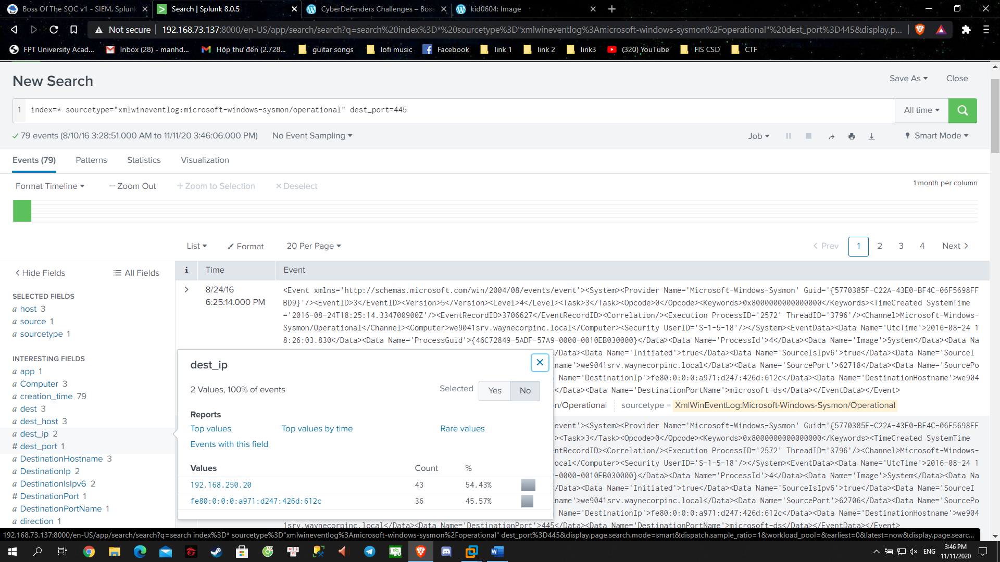 Boss Of The SOC v1 - SIEM, Splunk
Search | Splunk 8.0.5
CyberDefenders Challenges – Boss
kid0604: Image
Not secure
192.168.73.137:8000/en-US/app/search/search?q=search%20index%3D*%20sourcetype%3D"xmlwineventlog%3Amicrosoft-windows-sysmon%2Foperational"%20dest_port%3D445&display.p...
FPT University Acad...
Inbox (28) - manhd...
Hộp thư đến (2.728...
guitar songs
lofi music
Facebook
link 1
link 2
link3
(320) YouTube
FIS CSD
CTF
New Search
Save As
Close
1
index=* sourcetype="xmlwineventlog:microsoft-windows-sysmon/operational" dest_port=445
All time
79 events (8/10/16 3:28:51.000 AM to 11/11/20 3:46:06.000 PM)
No Event Sampling
Job
Smart Mode
Events (79)
Patterns
Statistics
Visualization
Format Timeline
— Zoom Out
+ Zoom to Selection
× Deselect
1 month per column
List
Format
20 Per Page
< Prev
1
2
3
4
Next >
< Hide Fields
All Fields
i
Time
Event
SELECTED FIELDS
a host 3
a source 1
a sourcetype 1
INTERESTING FIELDS
a app 1
a Computer 3
a creation_time 79
a dest 3
a dest_host 3
a dest_ip 2
# dest_port 1
a DestinationHostname 3
a DestinationIp 2
a DestinationIsIpv6 2
# DestinationPort 1
a DestinationPortName 1
a direction 1
8/24/16
6:25:14.000 PM
<Event xmlns='http://schemas.microsoft.com/win/2004/08/events/event'><System><Provider Name='Microsoft-Windows-Sysmon' Guid='{5770385F-C22A-43E0-BF4C-06F5698FF
BD9}'/><EventID>3</EventID><Version>5</Version><Level>4</Level><Task>3</Task><Opcode>0</Opcode><Keywords>0x8000000000000000</Keywords><TimeCreated SystemTime
='2016-08-24T18:25:14.334700900Z'/><EventRecordID>3706627</EventRecordID><Correlation/><Execution ProcessID='2572' ThreadID='3796'/><Channel>Microsoft-Windows-
Sysmon/Operational</Channel><Computer>we9041srv.waynecorpinc.local</Computer><Security UserID='S-1-5-18'/></System><EventData><Data Name='UtcTime'>2016-08-24 1
8:26:03.830</Data><Data Name='ProcessGuid'>{46C72849-5ADF-57A9-0000-0010EB030000}</Data><Data Name='ProcessId'>4</Data><Data Name='Image'>System</Data><Data Na
</Data><Data Name='Initiated'>true</Data><Data Name='SourceIsIpv6'>true</Data><Data Name='SourceI
name'>we9041srv.waynecorpinc.local</Data><Data Name='SourcePort'>62718</Data><Data Name='SourcePo
a Name='DestinationIp'>fe80:0:0:0:a971:d247:426d:612c</Data><Data Name='DestinationHostname'>we904
</Data><Data Name='DestinationPortName'>microsoft-ds</Data></EventData></Event>
n/Operational
sourcetype = XmlWinEventLog:Microsoft-Windows-Sysmon/Operational
event'><System><Provider Name='Microsoft-Windows-Sysmon' Guid='{5770385F-C22A-43E0-BF4C-06F5698FF
><Task>3</Task><Opcode>0</Opcode><Keywords>0x8000000000000000</Keywords><TimeCreated SystemTime
entRecordID><Correlation/><Execution ProcessID='2572' ThreadID='3796'/><Channel>Microsoft-Windows-
ocal</Computer><Security UserID='S-1-5-18'/></System><EventData><Data Name='UtcTime'>2016-08-24 1
9-0000-0010EB030000}</Data><Data Name='ProcessId'>4</Data><Data Name='Image'>System</Data><Data Na
</Data><Data Name='Initiated'>true</Data><Data Name='SourceIsIpv6'>true</Data><Data Name='SourceI
name'>we9041srv.waynecorpinc.local</Data><Data Name='SourcePort'>62706</Data><Data Name='SourcePo
a Name='DestinationIp'>fe80:0:0:0:a971:d247:426d:612c</Data><Data Name='DestinationHostname'>we904
1srv.waynecorpinc.local</Data><Data Name='DestinationPort'>445</Data><Data Name='DestinationPortName'>microsoft-ds</Data></EventData></Event>
dest_ip
2 Values, 100% of events
Selected
Yes
No
Reports
Top values
Top values by time
Rare values
Events with this field
Values
Count
%
192.168.250.20
43
54.43%
fe80:0:0:0:a971:d247:426d:612c
36
45.57%
192.168.73.137:8000/en-US/app/search/search?q=search index%3D* sourcetype%3D"xmlwineventlog%3Amicrosoft-windows-sysmon%2Foperational" dest_port%3D445&display.page.search.mode=smart&dispatch.sample_ratio=1&workload_pool=&earliest=0&latest=now&display.page.searc...
ENG
3:46 PM
11/11/2020